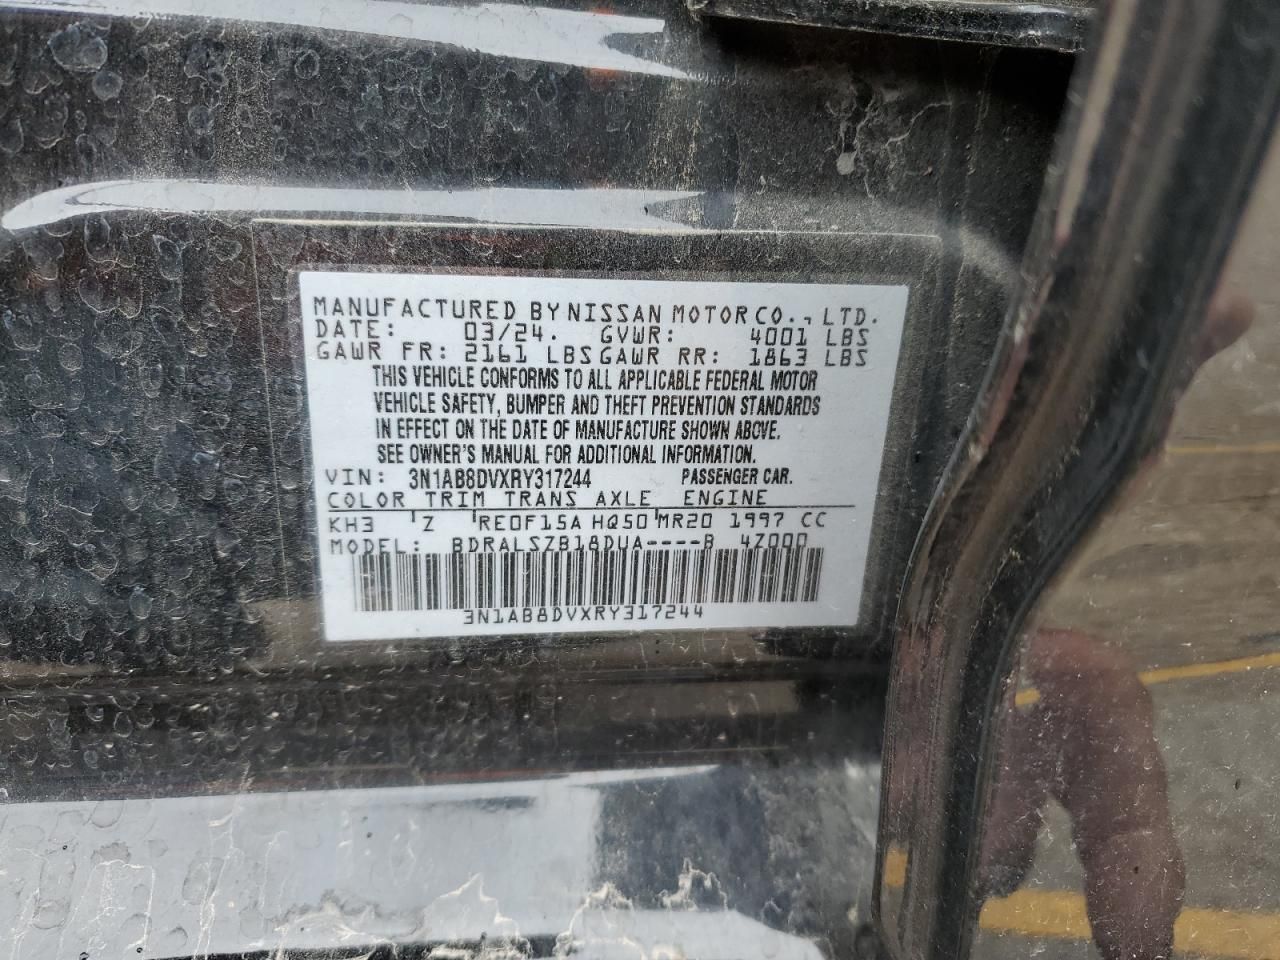 MANUFACTURED BY NISSAN MOTOR CO., LTD.
DATE: 03/24. GVWR: 4001 LBS
GAWR FR: 2161 LBS GAWR RR: 1863 LBS
THIS VEHICLE CONFORMS TO ALL APPLICABLE FEDERAL MOTOR
VEHICLE SAFETY, BUMPER AND THEFT PREVENTION STANDARDS
IN EFFECT ON THE DATE OF MANUFACTURE SHOWN ABOVE.
SEE OWNER'S MANUAL FOR ADDITIONAL INFORMATION.
VIN: 3N1AB8DVXRY317244 PASSENGER CAR.
COLOR TRIM TRANS AXLE ENGINE
KH3 Z RE0F15A HQ50 MR20 1997 CC
MODEL: BDRALSZB18DUA----B 4Z000
3N1AB8DVXRY317244